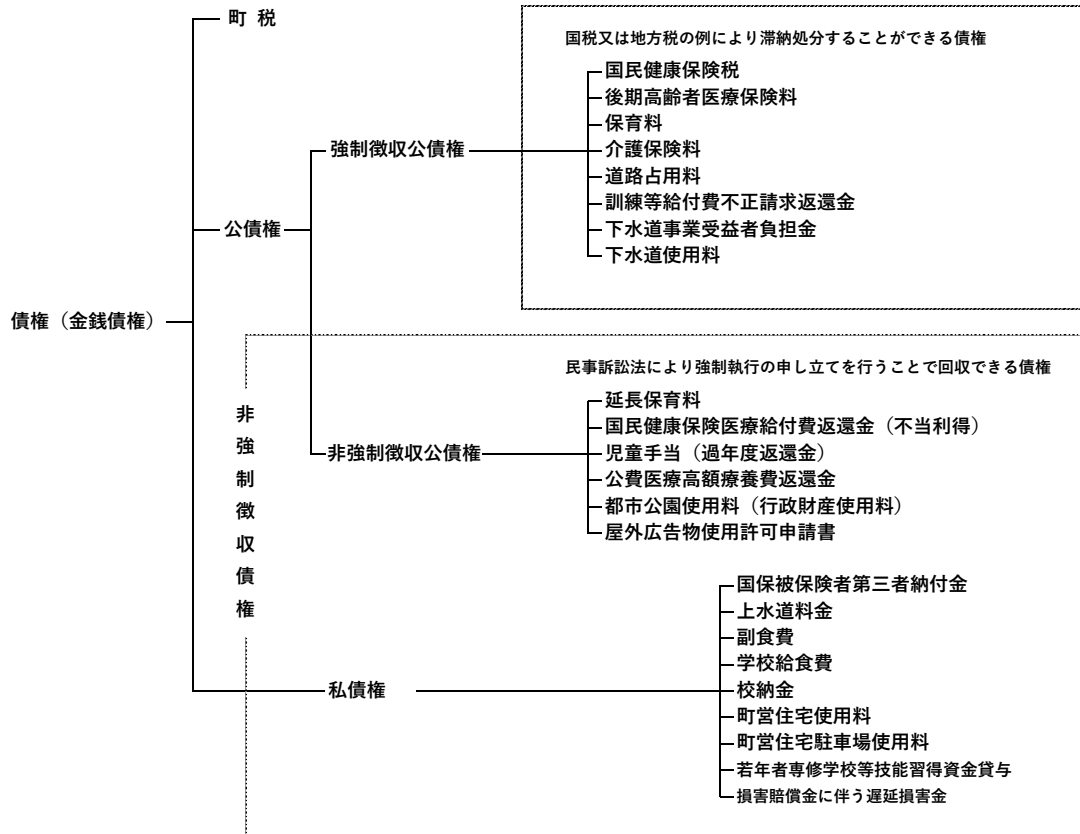 町 税
国税又は地方税の例により滞納処分することができる債権
国民健康保険税
後期高齢者医療保険料
保育料
強制徴収公債権
介護保険料
道路占用料
訓練等給付費不正請求返還金
公債権
下水道事業受益者負担金
下水道使用料
債権（金銭債権）
民事訴訟法により強制執行の申し立てを行うことで回収できる債権
非強制徴収債権
延長保育料
国民健康保険医療給付費返還金（不当利得）
非強制徴収公債権
児童手当（過年度返還金）
公費医療高額療養費返還金
都市公園使用料（行政財産使用料）
屋外広告物使用許可申請書
国保被保険者第三者納付金
上水道料金
副食費
学校給食費
私債権
校納金
町営住宅使用料
町営住宅駐車場使用料
若年者専修学校等技能習得資金貸与
損害賠償金に伴う遅延損害金